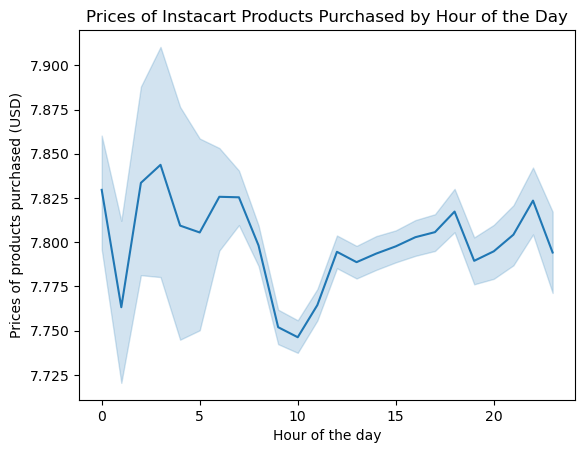 Prices of Instacart Products Purchased by Hour of the Day
Prices of products purchased (USD)
7.900
7.875
7.850
7.825
7.800
7.775
7.750
7.725
0 5 10 15 20
Hour of the day